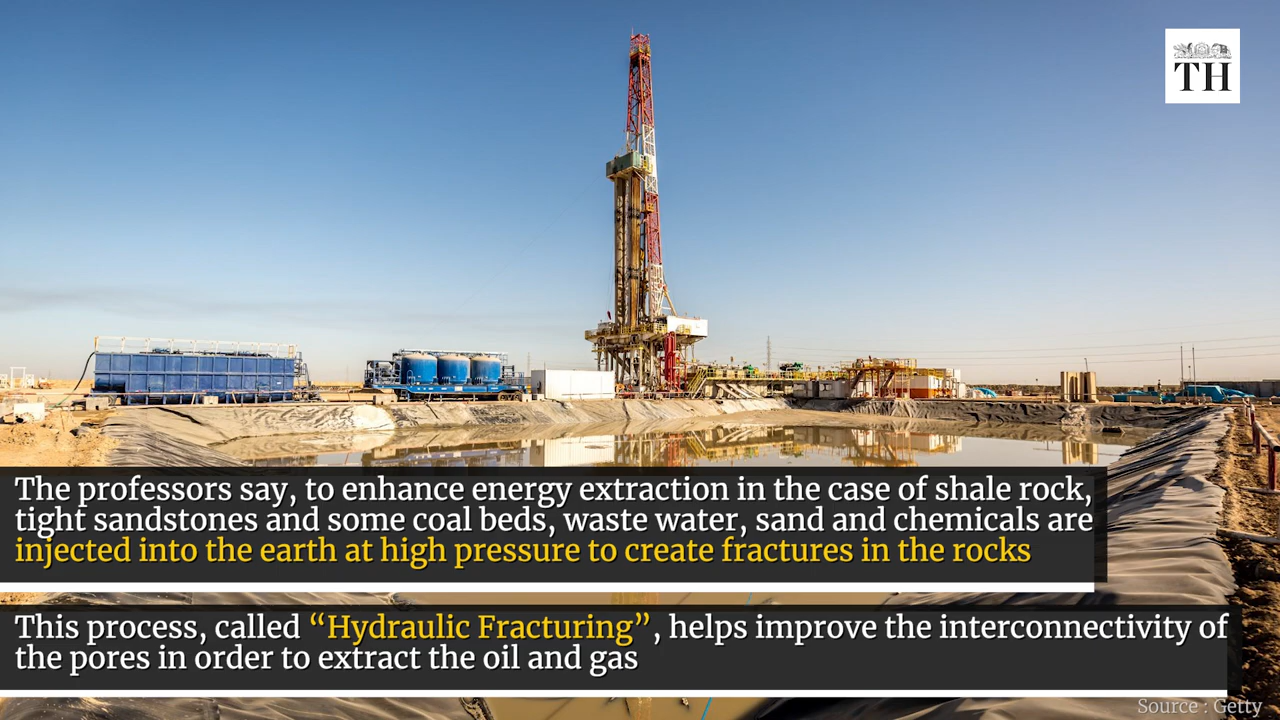 TH
The professors say, to enhance energy extraction in the case of shale rock,
tight sandstones and some coal beds, waste water, sand and chemicals are
injected into the earth at high pressure to create fractures in the rocks
This process, called “Hydraulic Fracturing”, helps improve the interconnectivity of
the pores in order to extract the oil and gas
Source : Getty